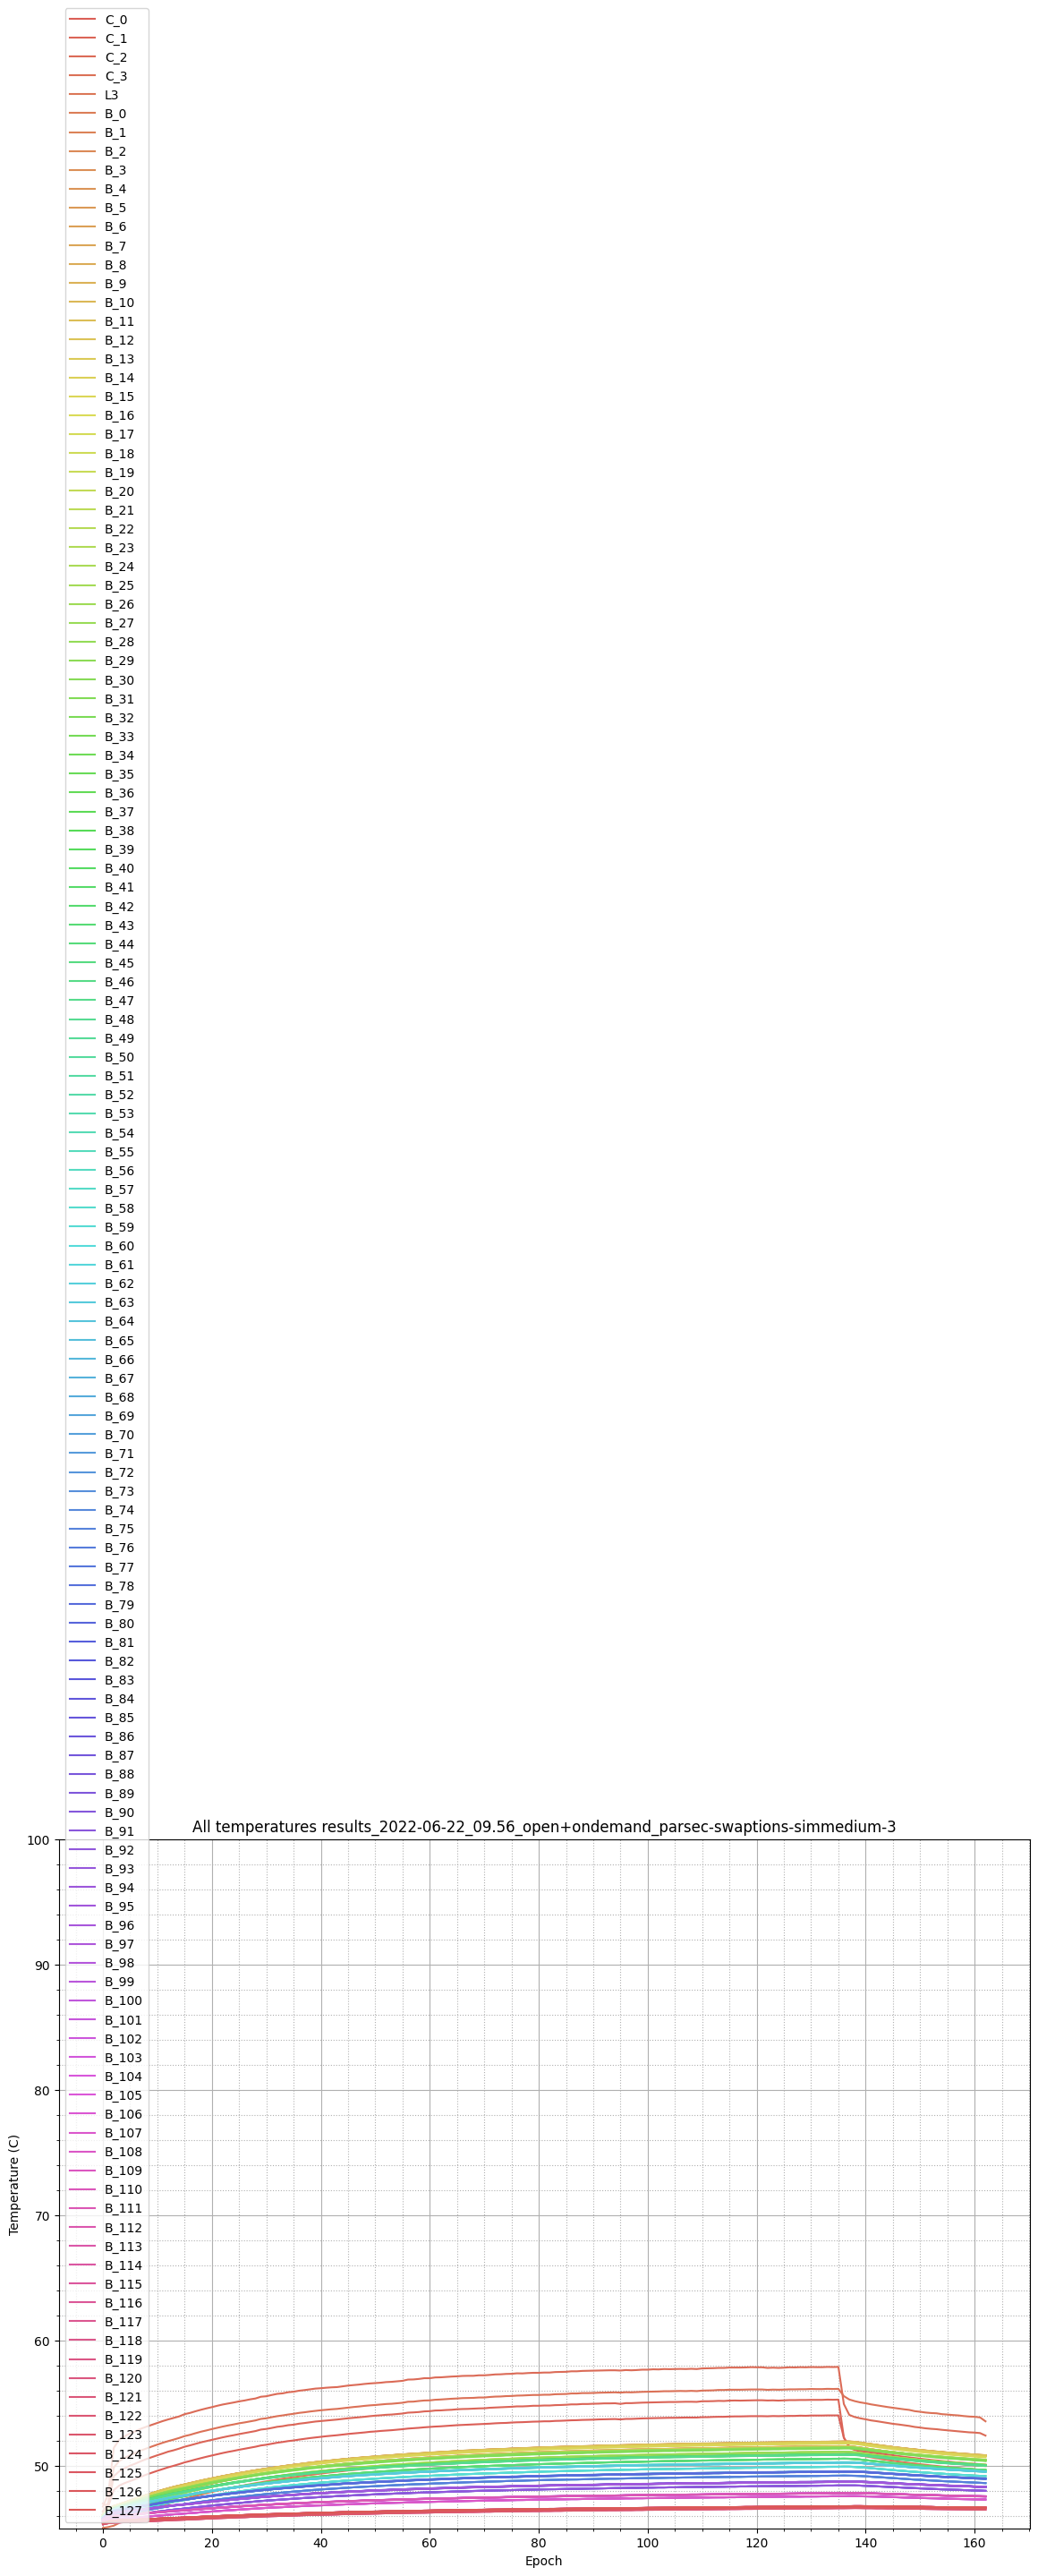 C_0
C_1
C_2
C_3
L3
B_0
B_1
B_2
B_3
B_4
B_5
B_6
B_7
B_8
B_9
B_10
B_11
B_12
B_13
B_14
B_15
B_16
B_17
B_18
B_19
B_20
B_21
B_22
B_23
B_24
B_25
B_26
B_27
B_28
B_29
B_30
B_31
B_32
B_33
B_34
B_35
B_36
B_37
B_38
B_39
B_40
B_41
B_42
B_43
B_44
B_45
B_46
B_47
B_48
B_49
B_50
B_51
B_52
B_53
B_54
B_55
B_56
B_57
B_58
B_59
B_60
B_61
B_62
B_63
B_64
B_65
B_66
B_67
B_68
B_69
B_70
B_71
B_72
B_73
B_74
B_75
B_76
B_77
B_78
B_79
B_80
B_81
B_82
B_83
B_84
B_85
B_86
B_87
B_88
B_89
B_90
B_91
B_92
B_93
B_94
B_95
B_96
B_97
B_98
B_99
B_100
B_101
B_102
B_103
B_104
B_105
B_106
B_107
B_108
B_109
B_110
B_111
B_112
B_113
B_114
B_115
B_116
B_117
B_118
B_119
B_120
B_121
B_122
B_123
B_124
B_125
B_126
B_127
All temperatures results_2022-06-22_09.56_open+ondemand_parsec-swaptions-simmedium-3
100
90
80
70
60
50
Temperature (C)
0 20 40 60 80 100 120 140 160
Epoch